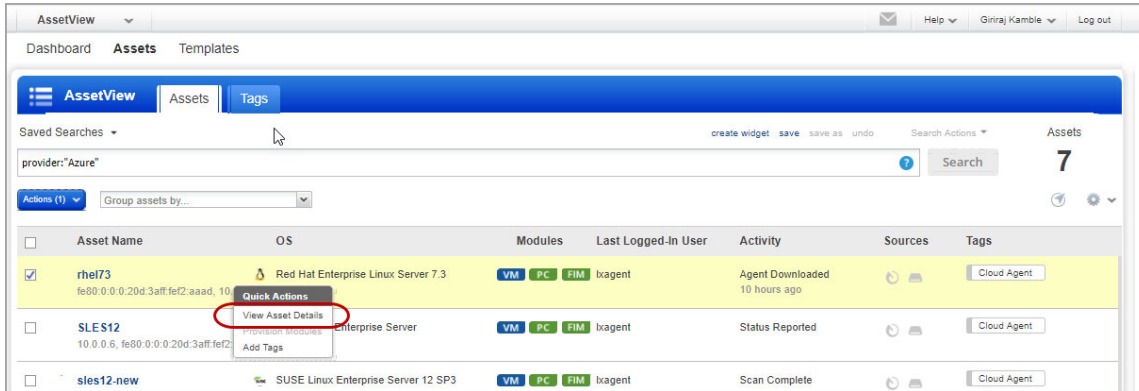 AssetView Help Giriraj Kamble Log out
Dashboard Assets Templates
AssetView Assets Tags
Saved Searches create widget save save as undo Search Actions Assets
provider:"Azure" ? Search 7
Actions (1) Group assets by...
Asset Name OS Modules Last Logged-In User Activity Sources Tags
rhel73 Red Hat Enterprise Linux Server 7.3 VM PC FIM lxagent Agent Downloaded Cloud Agent
fe80:0:0:0:20d:3aff:fef2:aaad, 10. 10 hours ago
Quick Actions
View Asset Details
Provision Modules
Add Tags
SLES12 Enterprise Server VM PC FIM lxagent Status Reported Cloud Agent
10.0.0.6, fe80:0:0:0:20d:3aff:fef2:
sles12-new SUSE Linux Enterprise Server 12 SP3 VM PC FIM lxagent Scan Complete Cloud Agent